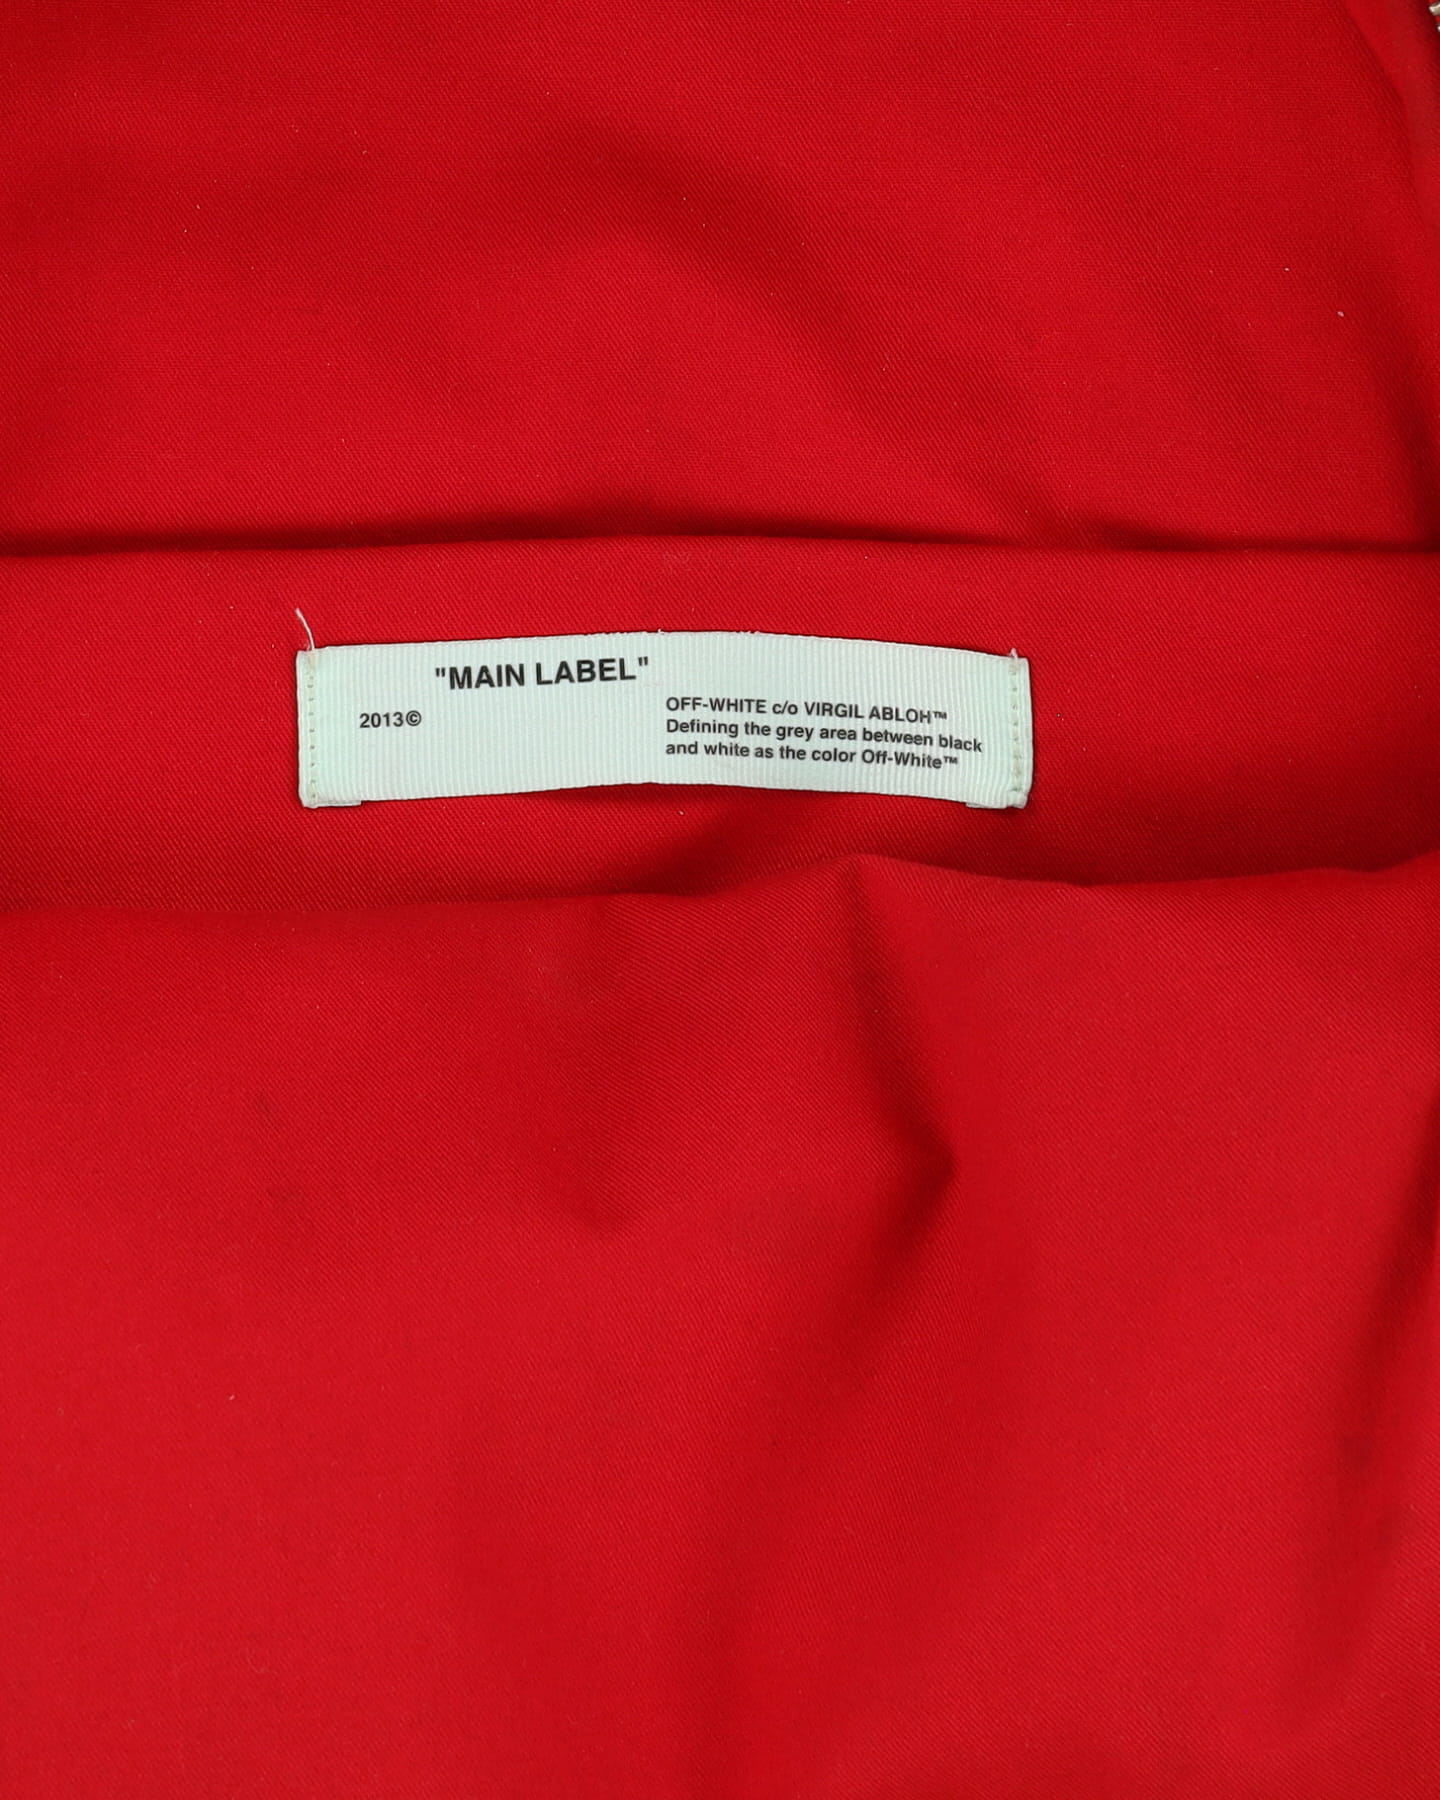 "MAIN LABEL"
2013©
OFF-WHITE c/o VIRGIL ABLOH™
Defining the grey area between black
and white as the color Off-White™